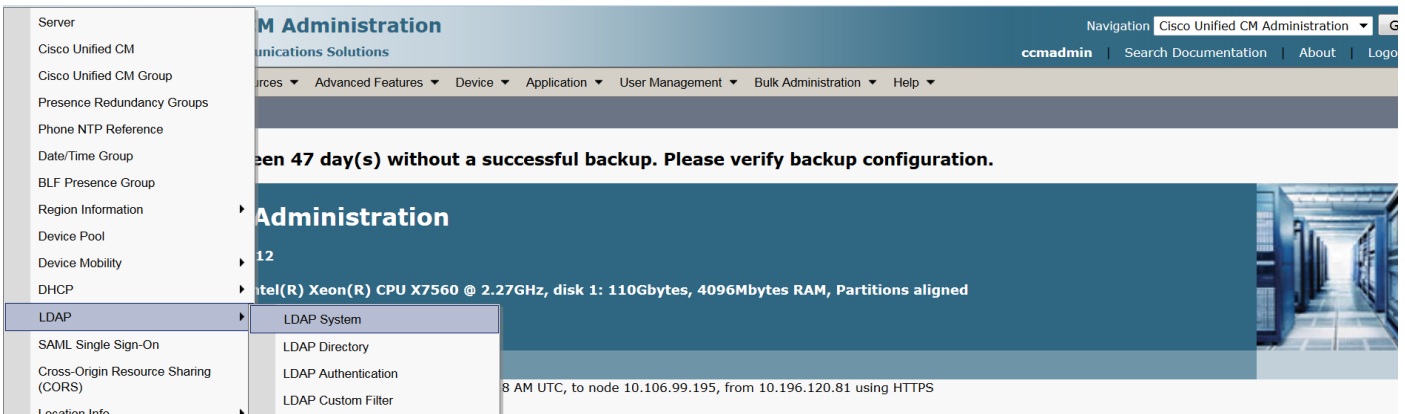 M Administration
Navigation Cisco Unified CM Administration
unications Solutions
ccmadmin | Search Documentation | About | Logo
urces Advanced Features Device Application User Management Bulk Administration Help
Server
Cisco Unified CM
Cisco Unified CM Group
Presence Redundancy Groups
Phone NTP Reference
Date/Time Group
BLF Presence Group
Region Information
Device Pool
Device Mobility
DHCP
LDAP
SAML Single Sign-On
Cross-Origin Resource Sharing
(CORS)
Location Info
LDAP System
LDAP Directory
LDAP Authentication
LDAP Custom Filter
een 47 day(s) without a successful backup. Please verify backup configuration.
Administration
12
ntel(R) Xeon(R) CPU X7560 @ 2.27GHz, disk 1: 110Gbytes, 4096Mbytes RAM, Partitions aligned
8 AM UTC, to node 10.106.99.195, from 10.196.120.81 using HTTPS